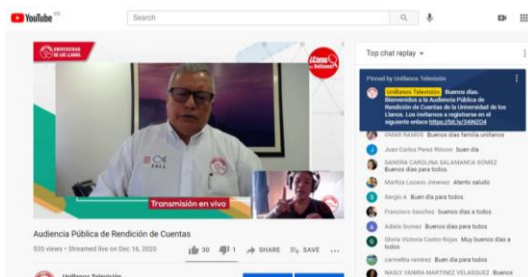 YouTube CO
Search
UNIVERSIDAD
DE LOS LLANOS
¿Cómo
Transmisión en vivo
Audiencia Pública de Rendición de Cuentas
535 views • Streamed live on Dec 16, 2020
30
1
SHARE
SAVE
Unillanos Televisión
Top chat replay
Pinned by Unillanos Televisión
Unillanos Televisión Buenos días.
Bienvenidos a la Audiencia Pública de
Rendición de Cuentas de la Universidad de los
Llanos. Los invitamos a registrarse en el
siguiente enlace
OMAR RAMOS Buenos días familia unillanos
Juan Carlos Perez Rincon buen dia
SANDRA CAROLINA SALAMANCA GÓMEZ
Buenos días para todos.
Maritza Lozano Jimenez Atento saludo
Sergio A Buen día para todos.
Francisco Sanchez buenos días a todos
Adiela Gomez Buenos días para todos
Gloria Victoria Castro Rojas Muy buenos días a
todos
carmelita ramirez Buen día para todos
NASLY YANIRA MARTINEZ VELASQUEZ Buenos